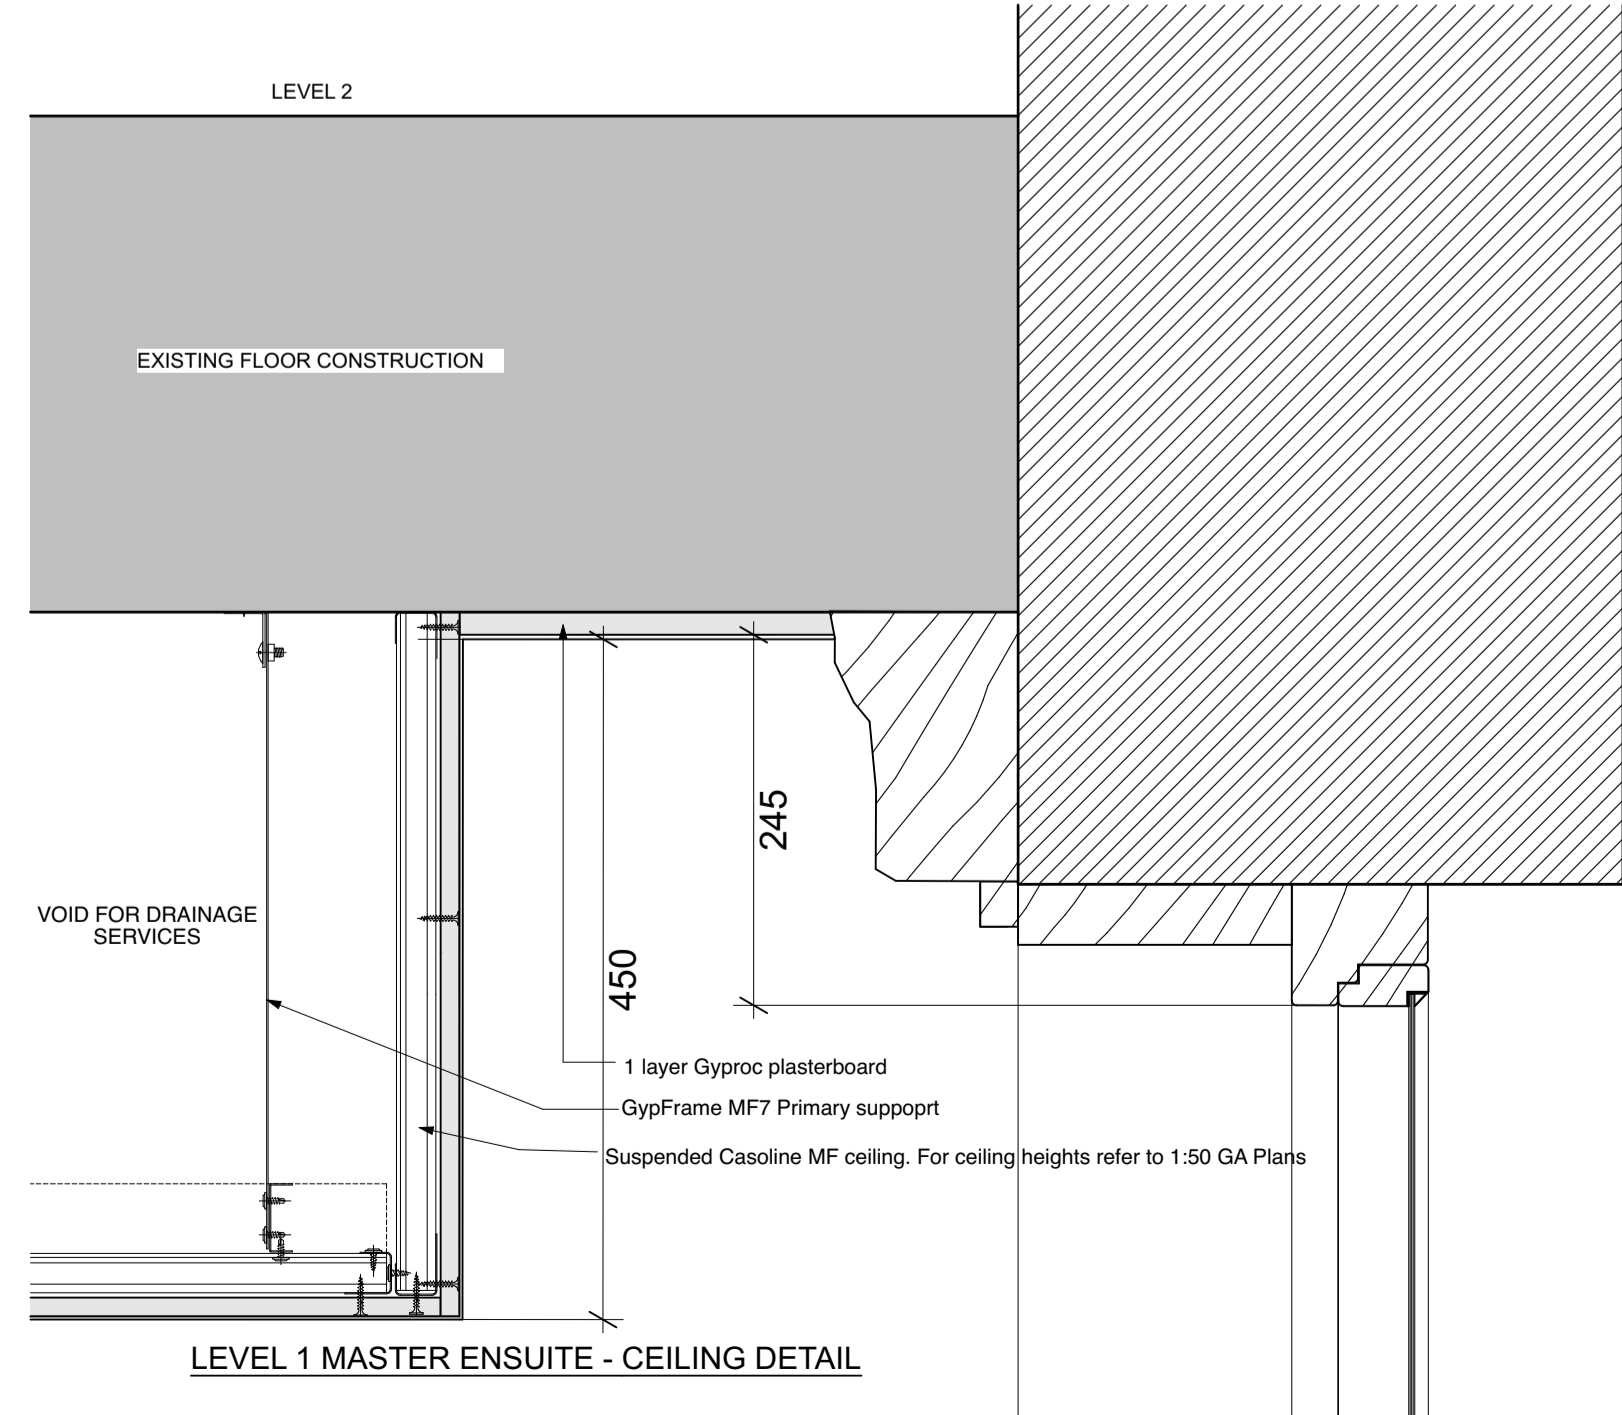 LEVEL 2
EXISTING FLOOR CONSTRUCTION
245
VOID FOR DRAINAGE
SERVICES
450
1 layer Gyproc plasterboard
GypFrame MF7 Primary suppoprt
Suspended Casoline MF ceiling. For ceiling heights refer to 1:50 GA Plans
LEVEL 1 MASTER ENSUITE - CEILING DETAIL